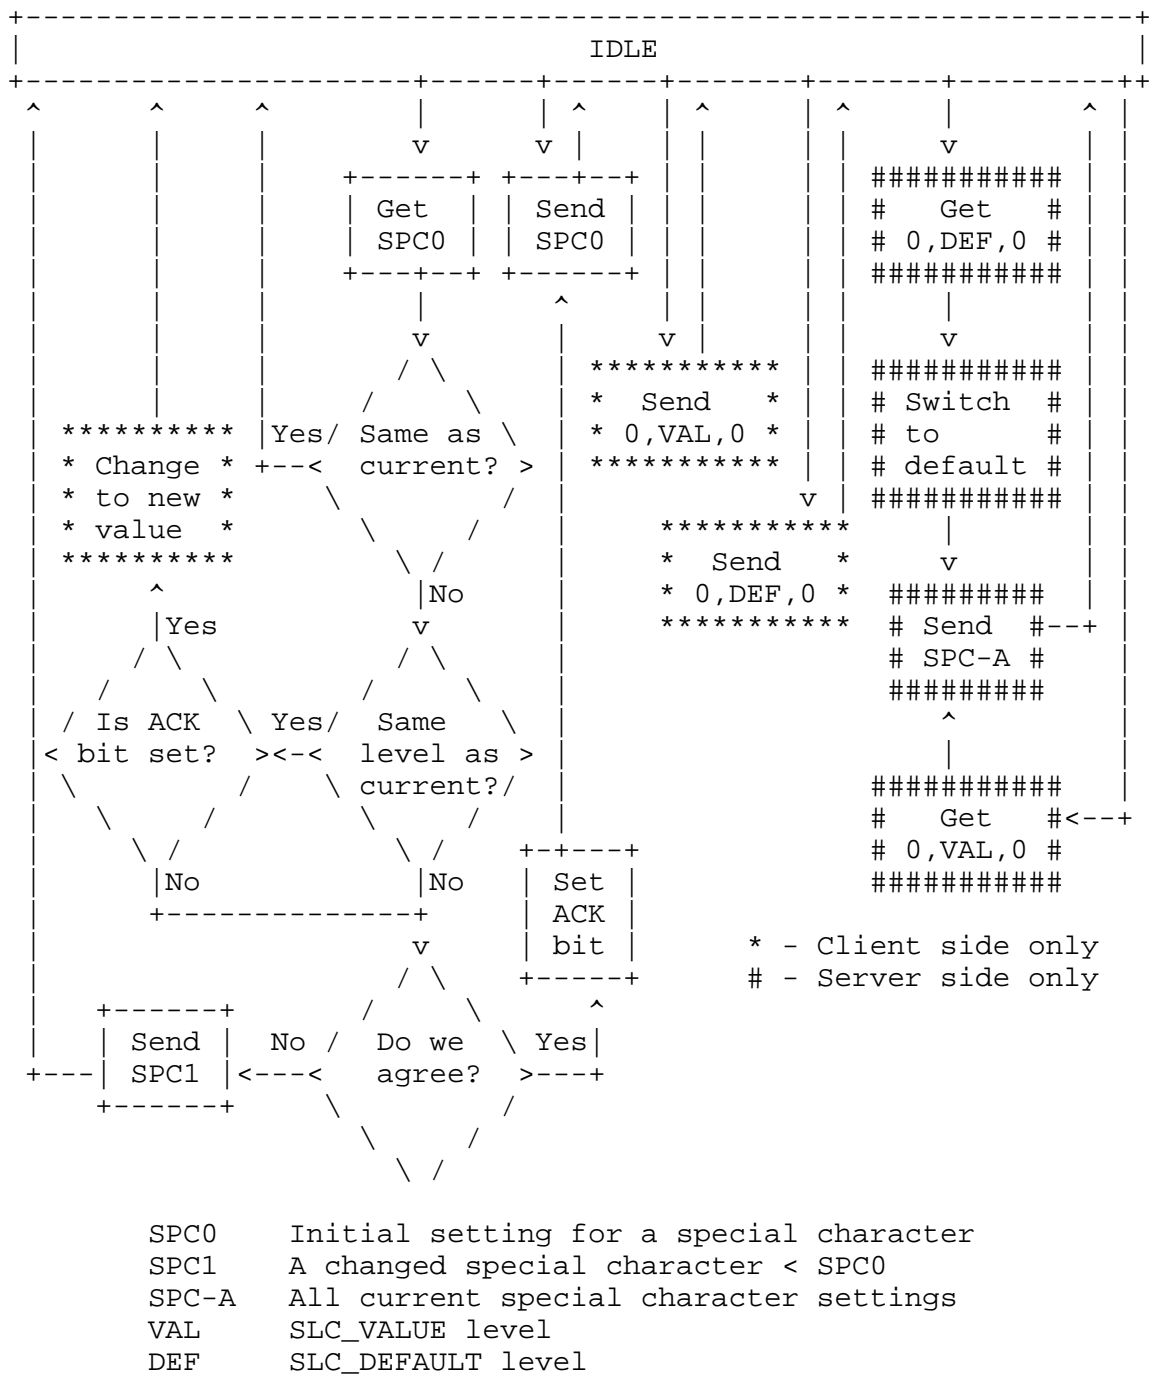 IDLE
Get SPC0
Send SPC0
# Get #
# 0,DEF,0 #
* Send *
* 0,VAL,0 *
# Switch #
# to #
# default #
Yes
Same as
current?
* Change *
* to new *
* value *
* Send *
* 0,DEF,0 *
No
Yes
# Send #
# SPC-A #
Is ACK
bit set?
Yes
Same
level as
current?
# Get #
# 0,VAL,0 #
No
No
Set
ACK
bit
* - Client side only
# - Server side only
Send
SPC1
No
Do we
agree?
Yes
SPC0 Initial setting for a special character
SPC1 A changed special character < SPC0
SPC-A All current special character settings
VAL SLC_VALUE level
DEF SLC_DEFAULT level